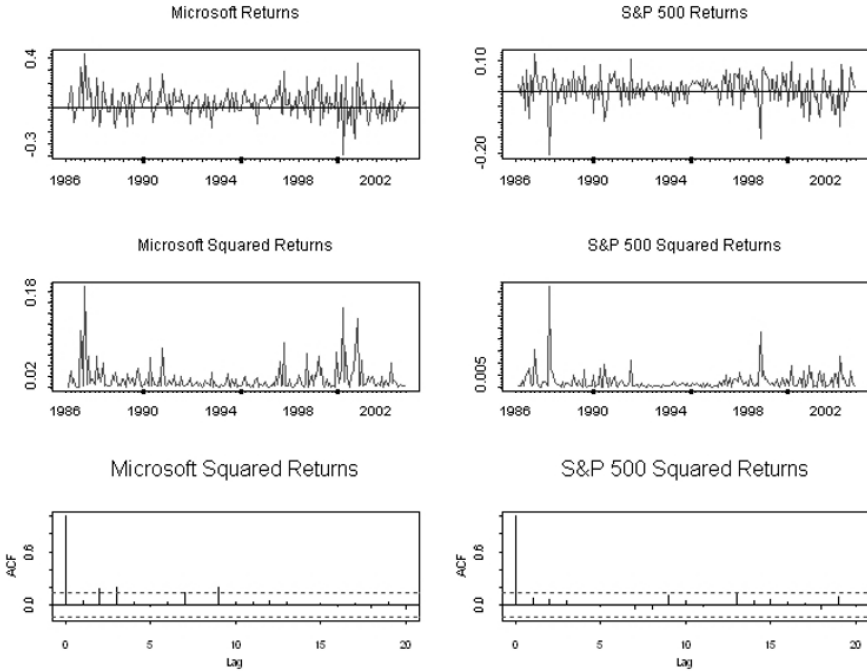 Microsoft Returns
0.4
-0.3
1986 1990 1994 1998 2002
S&P 500 Returns
0.10
-0.20
1986 1990 1994 1998 2002
Microsoft Squared Returns
0.18
0.02
1986 1990 1994 1998 2002
S&P 500 Squared Returns
0.005
1986 1990 1994 1998 2002
Microsoft Squared Returns
ACF
0.6
0.0
0 5 10 15 20
Lag
S&P 500 Squared Returns
ACF
0.6
0.0
0 5 10 15 20
Lag